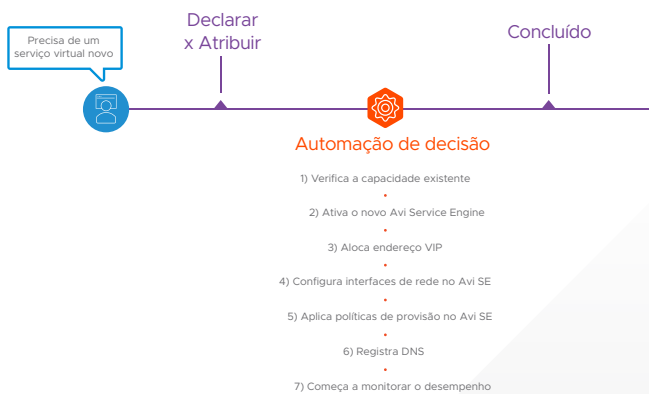 Precisa de um
serviço virtual novo
Declarar
x Atribuir
Concluído
Automação de decisão
1) Verifica a capacidade existente
2) Ativa o novo Avi Service Engine
3) Aloca endereço VIP
4) Configura interfaces de rede no Avi SE
5) Aplica políticas de provisão no Avi SE
6) Registra DNS
7) Começa a monitorar o desempenho